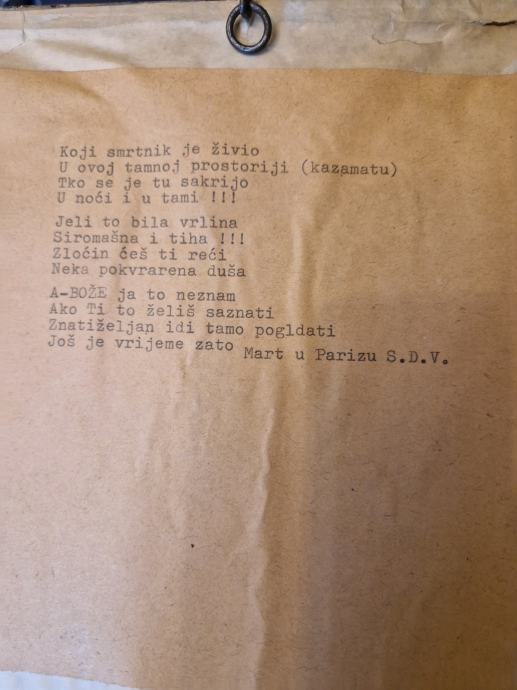 Koji smrtnik je živio
U ovoj tamnoj prostoriji (kazamatu)
Tko se je tu sakrijo
U noći i u tami !!!
Jeli to bila vrlina
Siromašna i tiha !!!
Zločin ćeš ti reći
Neka pokvrarena duša
A-BOŽE ja to neznam
Ako Ti to želiš saznati
Znatiželjan idi tamo pogldati
Još je vrijeme zato
Mart u Parizu S.D.V.